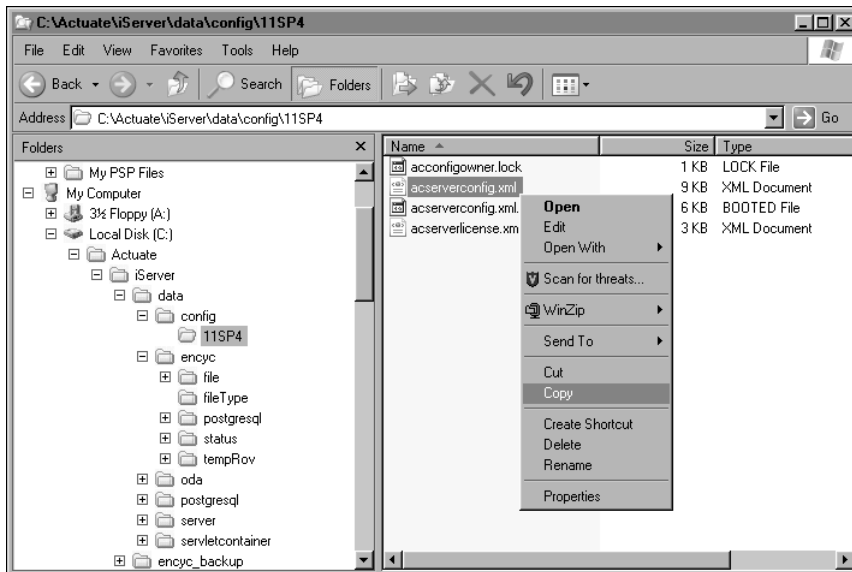 C:\Actuate\iServer\data\config\11SP4
File Edit View Favorites Tools Help
Back Search Folders
Address C:\Actuate\iServer\data\config\11SP4 Go
Folders x
My PSP Files
My Computer
3½ Floppy (A:)
Local Disk (C:)
Actuate
iServer
data
config
11SP4
encyc
file
fileType
postgresql
status
tempRov
oda
postgresql
server
servletcontainer
encyc_backup
Name Size Type
acconfigowner.lock 1 KB LOCK File
acserverconfig.xml 9 KB XML Document
acserverconfig.xml. 6 KB BOOTED File
acserverlicense.xm 3 KB XML Document
Open
Edit
Open With
Scan for threats...
WinZip
Send To
Cut
Copy
Create Shortcut
Delete
Rename
Properties